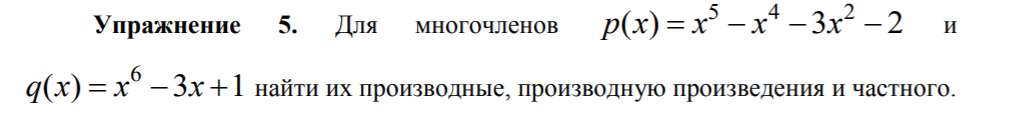 Упражнение 5. Для многочленов p(x) = x⁵ − x⁴ − 3x² − 2 и
q(x) = x⁶ − 3x + 1 найти их производные, производную произведения и частного.